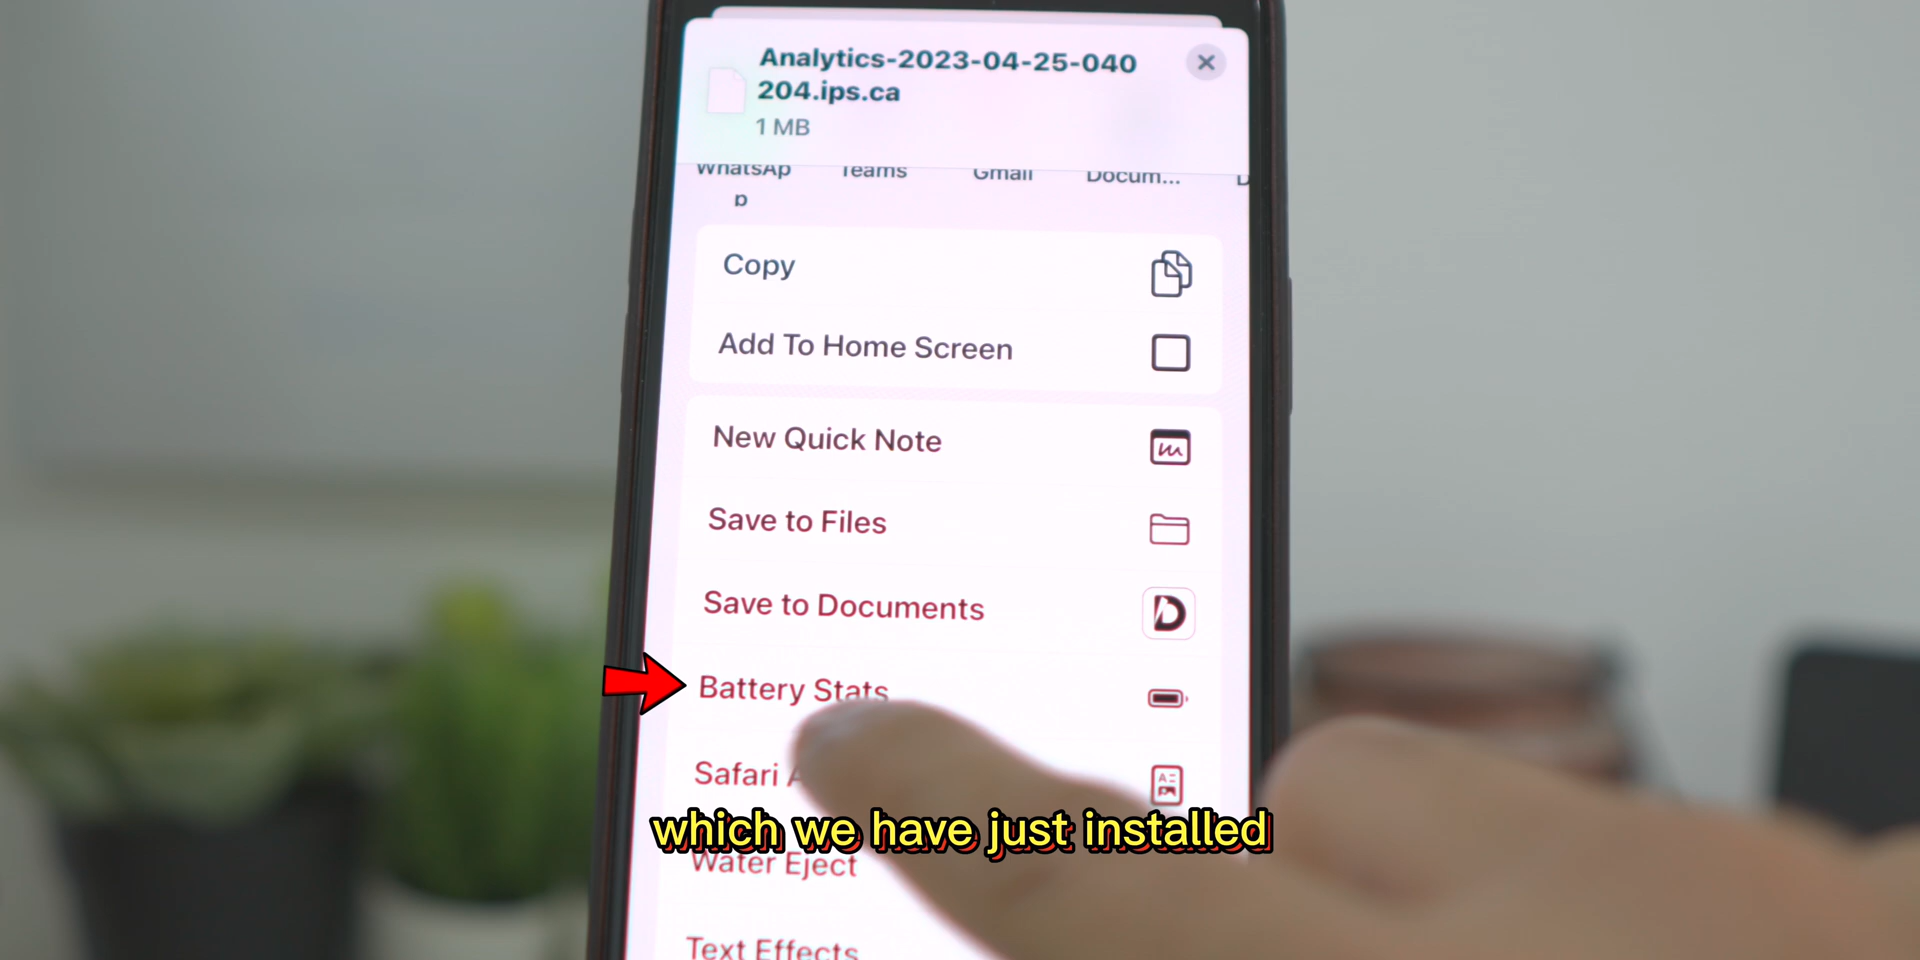 Analytics-2023-04-25-040
204.ips.ca
1 MB
WhatsAp
p
Teams
Gmail
Docum...
D
Copy
Add To Home Screen
New Quick Note
Save to Files
Save to Documents
Battery Stats
Safari
which we have just installed
Water Eject
Text Effects